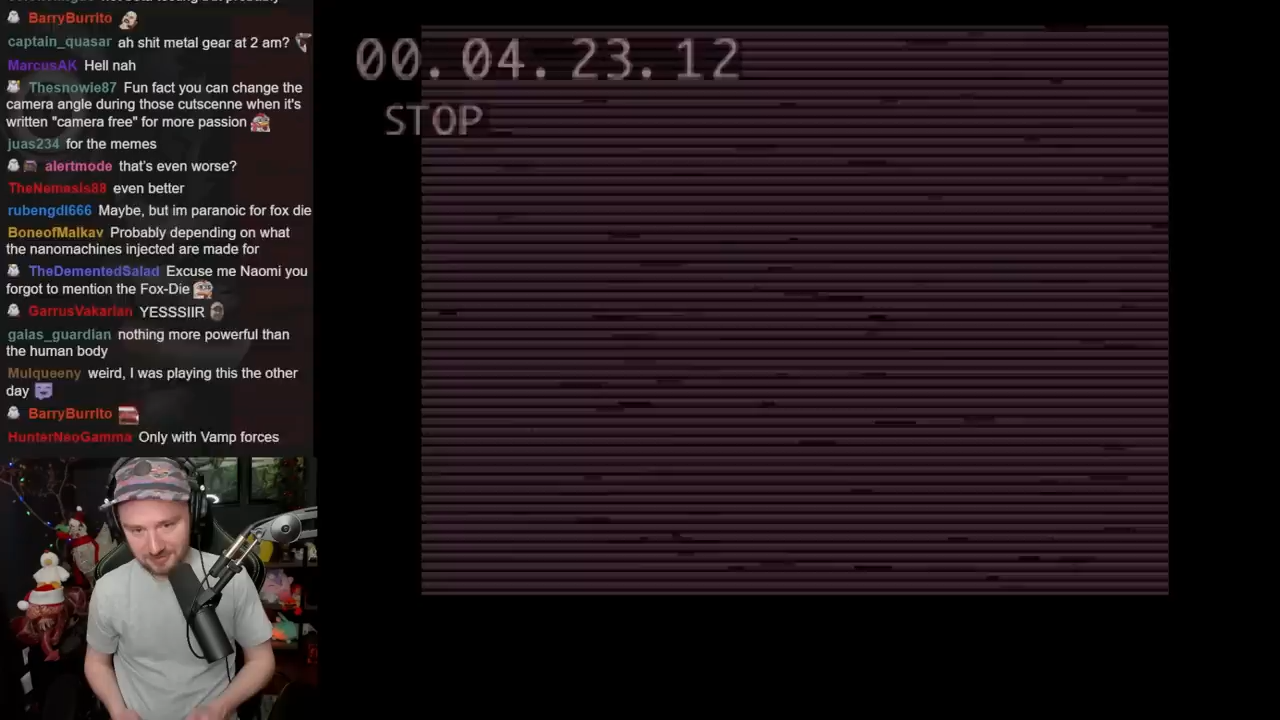 BarryBurrito
captain_quasar ah shit metal gear at 2 am?
MarcusAK Hell nah
Thesnowie87 Fun fact you can change the
camera angle during those cutscenne when it's
written "camera free" for more passion
juas234 for the memes
alertmode that's even worse?
TheNemesis88 even better
rubengdl666 Maybe, but im paranoic for fox die
BoneofMalkav Probably depending on what
the nanomachines injected are made for
TheDementedSalad Excuse me Naomi you
forgot to mention the Fox-Die
GarrusVakarian YESSSIIR
galas_guardian nothing more powerful than
the human body
Mulqueeny weird, I was playing this the other
day
BarryBurrito
HunterNeoGamma Only with Vamp forces
00.04.23.12
STOP